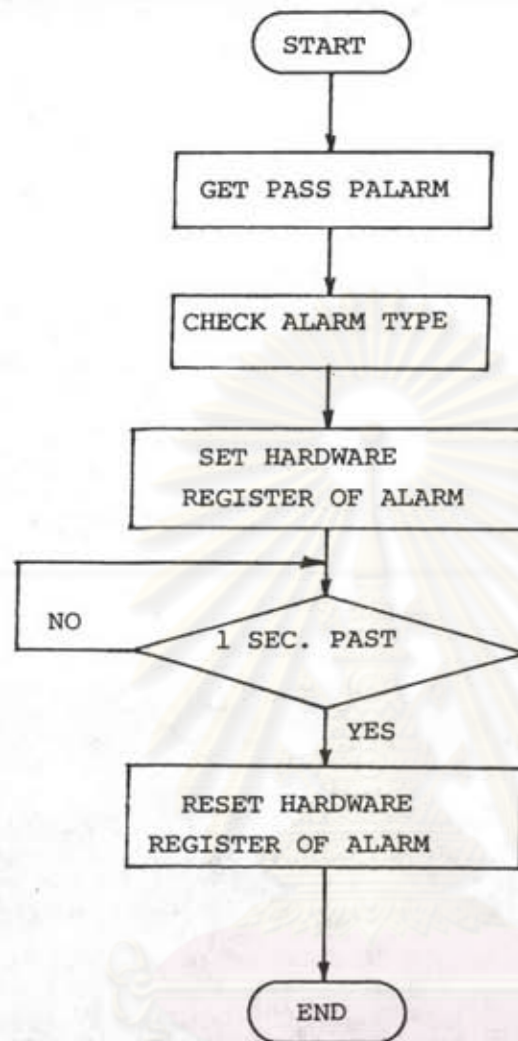 START
GET PASS PALARM
CHECK ALARM TYPE
SET HARDWARE
REGISTER OF ALARM
1 SEC. PAST
NO
YES
RESET HARDWARE
REGISTER OF ALARM
END